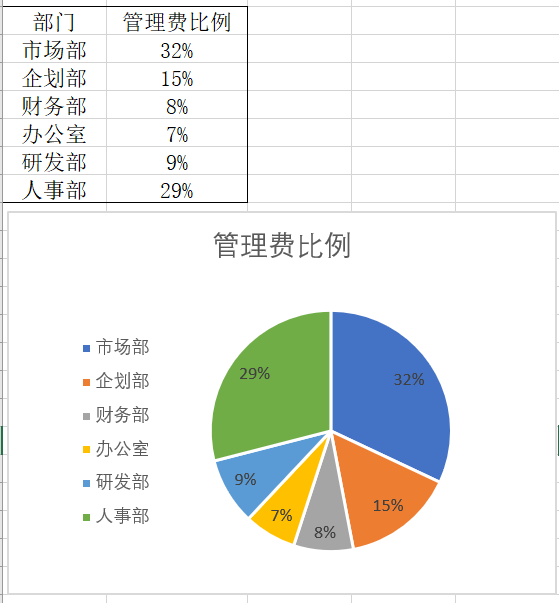 部门 管理费比例
市场部 32%
企划部 15%
财务部 8%
办公室 7%
研发部 9%
人事部 29%
管理费比例
市场部
企划部
财务部
办公室
研发部
人事部
29%
32%
9%
15%
7%
8%